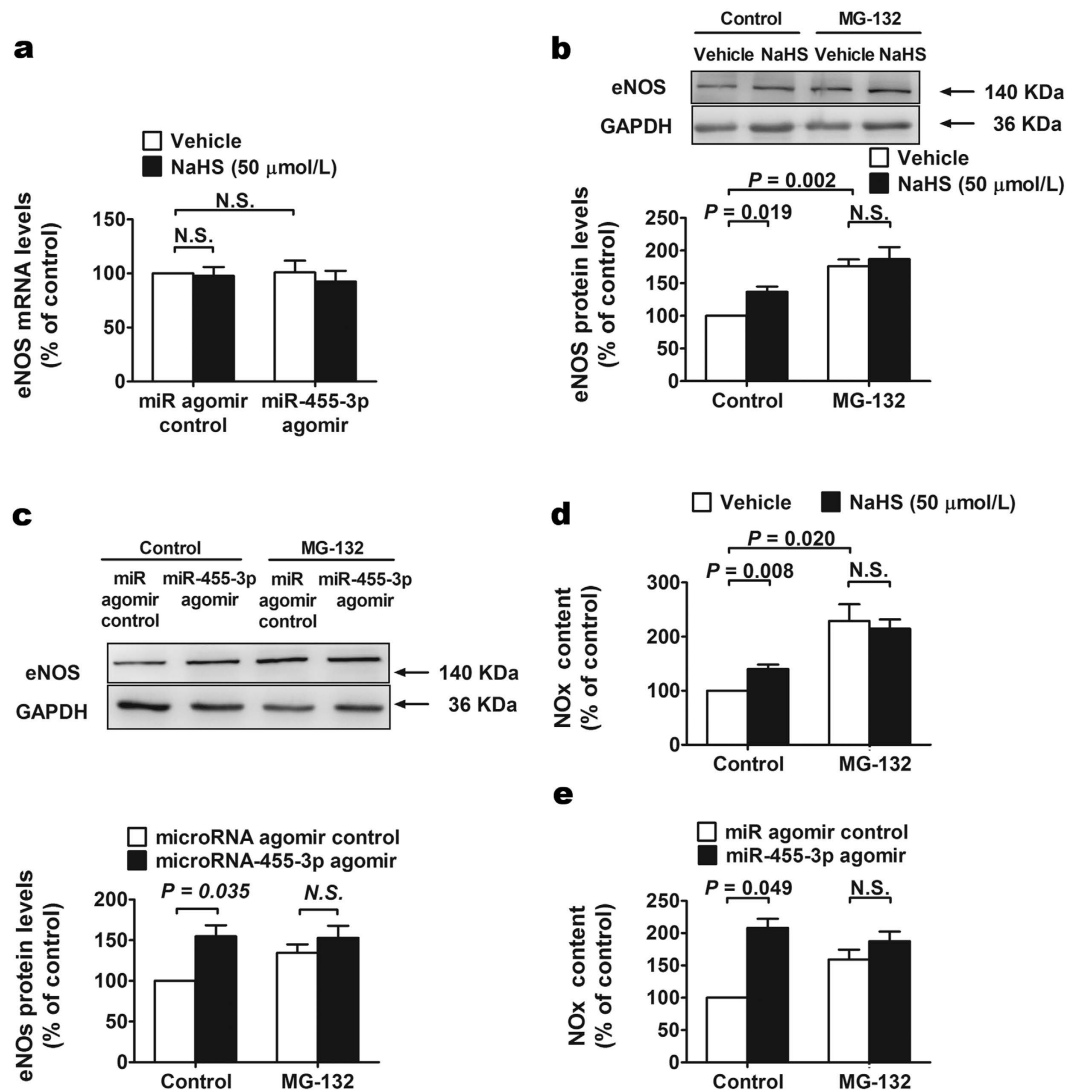 a
Vehicle
NaHS (50 μmol/L)
N.S.
N.S.
eNOS mRNA levels
(% of control)
150
100
50
0
miR agomir
control
miR-455-3p
agomir
b
Control
MG-132
Vehicle NaHS
Vehicle NaHS
eNOS
140 KDa
GAPDH
36 KDa
Vehicle
NaHS (50 μmol/L)
P = 0.002
P = 0.019
N.S.
eNOS protein levels
(% of control)
250
200
150
100
50
0
Control
MG-132
c
Control
MG-132
miR
agomir
control
miR-455-3p
agomir
miR
agomir
control
miR-455-3p
agomir
eNOS
140 KDa
GAPDH
36 KDa
microRNA agomir control
microRNA-455-3p agomir
P = 0.035
N.S.
eNOs protein levels
(% of control)
200
150
100
50
0
Control
MG-132
d
Vehicle
NaHS (50 μmol/L)
P = 0.020
P = 0.008
N.S.
NOx content
(% of control)
300
200
100
0
Control
MG-132
e
miR agomir control
miR-455-3p agomir
P = 0.049
N.S.
NOx content
(% of control)
250
200
150
100
50
0
Control
MG-132